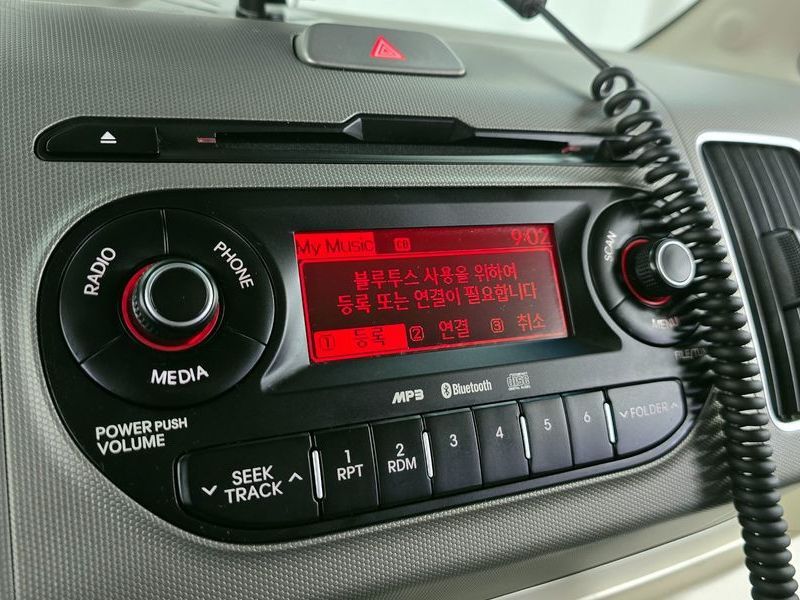 My Music CD 9:02
블루투스 사용을 위하여
등록 또는 연결이 필요합니다
1 등록 2 연결 3 취소
RADIO
PHONE
MEDIA
SCAN
MENU
POWER PUSH
VOLUME
MP3 Bluetooth
SEEK
TRACK
1
RPT
2
RDM
3
4
5
6
FOLDER